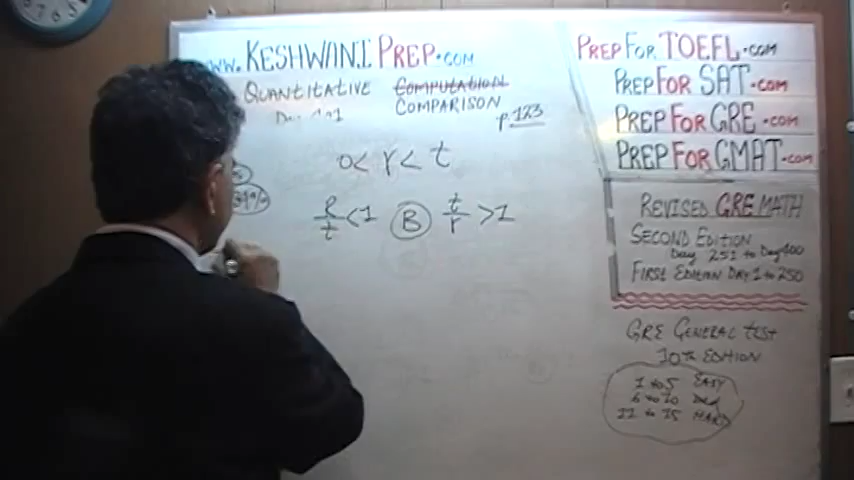 WWW. KESHWANI PREP.COM
QUANTITATIVE COMPUTATION
COMPARISON
p.123
0 < r < t
R/t < 1 B t/r > 1
PREP FOR TOEFL.COM
PREP FOR SAT.COM
PREP FOR GRE.COM
PREP FOR GMAT.COM
REVISED GRE MATH
SECOND EDITION
Day 251 to Day 400
FIRST EDITION DAY 1 to 250
GRE GENERAL TEST
10TH EDITION
1 to 5 EASY
6 to 10
11 to 15 HARD